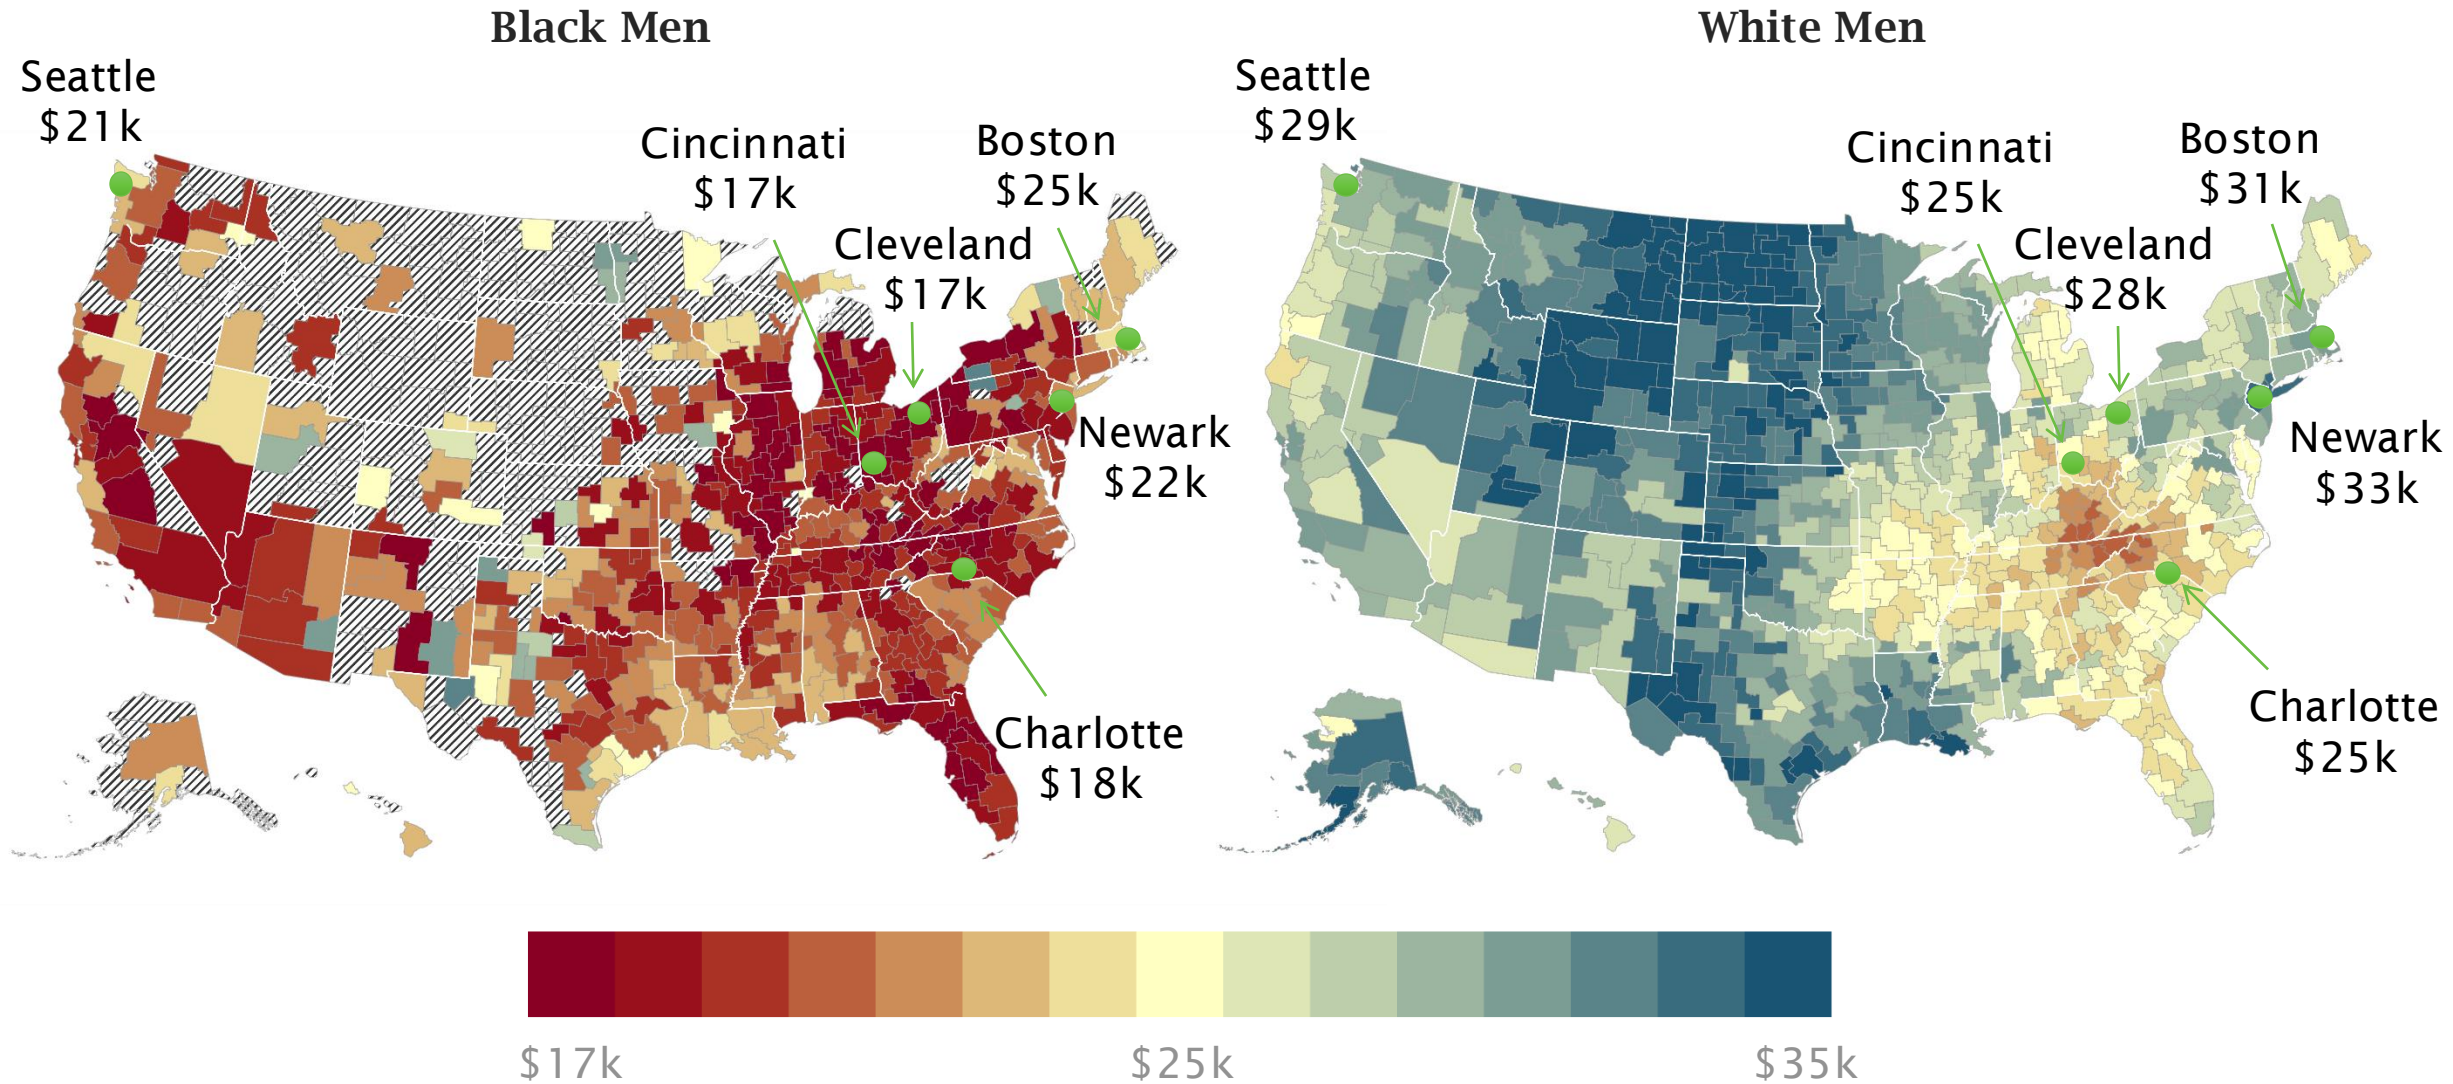 Black Men
Seattle
$21k
Cincinnati
$17k
Boston
$25k
Cleveland
$17k
Newark
$22k
Charlotte
$18k
White Men
Seattle
$29k
Cincinnati
$25k
Boston
$31k
Cleveland
$28k
Newark
$33k
Charlotte
$25k
$17k
$25k
$35k